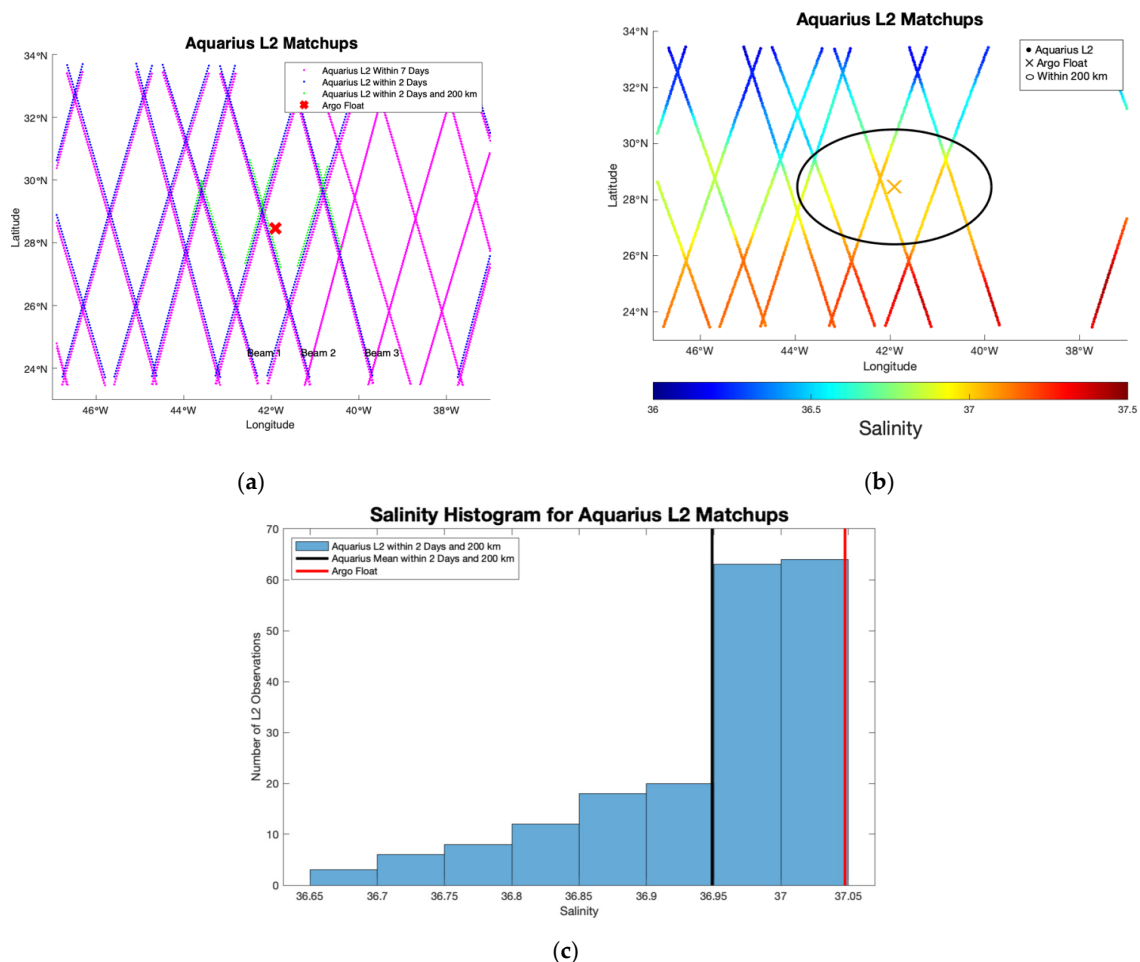 Aquarius L2 Matchups
34°N
32°N
30°N
28°N
26°N
24°N
Latitude
Aquarius L2 Within 7 Days
Aquarius L2 within 2 Days
Aquarius L2 within 2 Days and 200 km
Argo Float
Beam 1 Beam 2 Beam 3
46°W 44°W 42°W 40°W 38°W
Longitude
(a)
Aquarius L2 Matchups
34°N
32°N
30°N
28°N
26°N
24°N
Latitude
Aquarius L2
Argo Float
Within 200 km
46°W 44°W 42°W 40°W 38°W
Longitude
36 36.5 37 37.5
Salinity
(b)
Salinity Histogram for Aquarius L2 Matchups
70
60
50
40
30
20
10
0
Number of L2 Observations
Aquarius L2 within 2 Days and 200 km
Aquarius Mean within 2 Days and 200 km
Argo Float
36.65 36.7 36.75 36.8 36.85 36.9 36.95 37 37.05
Salinity
(c)